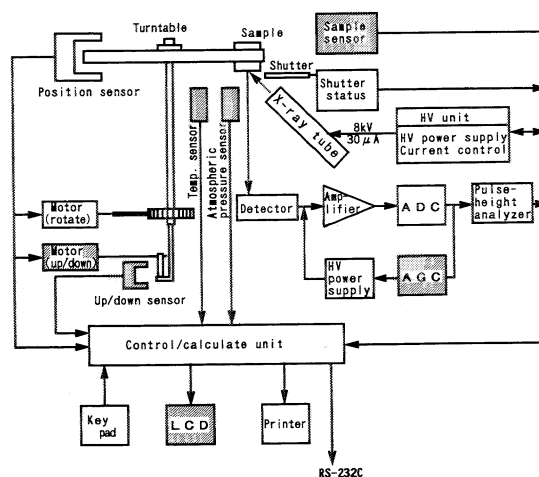 Turntable
Sample
Sample
sensor
Shutter
Shutter
status
Position sensor
X-ray tube
8kV
30μA
HV unit
HV power supply
Current control
Temp. sensor
Atmospheric
pressure sensor
Motor
(rotate)
Detector
Amp-
lifier
ADC
Pulse-
height
analyzer
Motor
(up/down)
Up/down sensor
HV
power
supply
AGC
Control/calculate unit
Key
pad
LCD
Printer
RS-232C